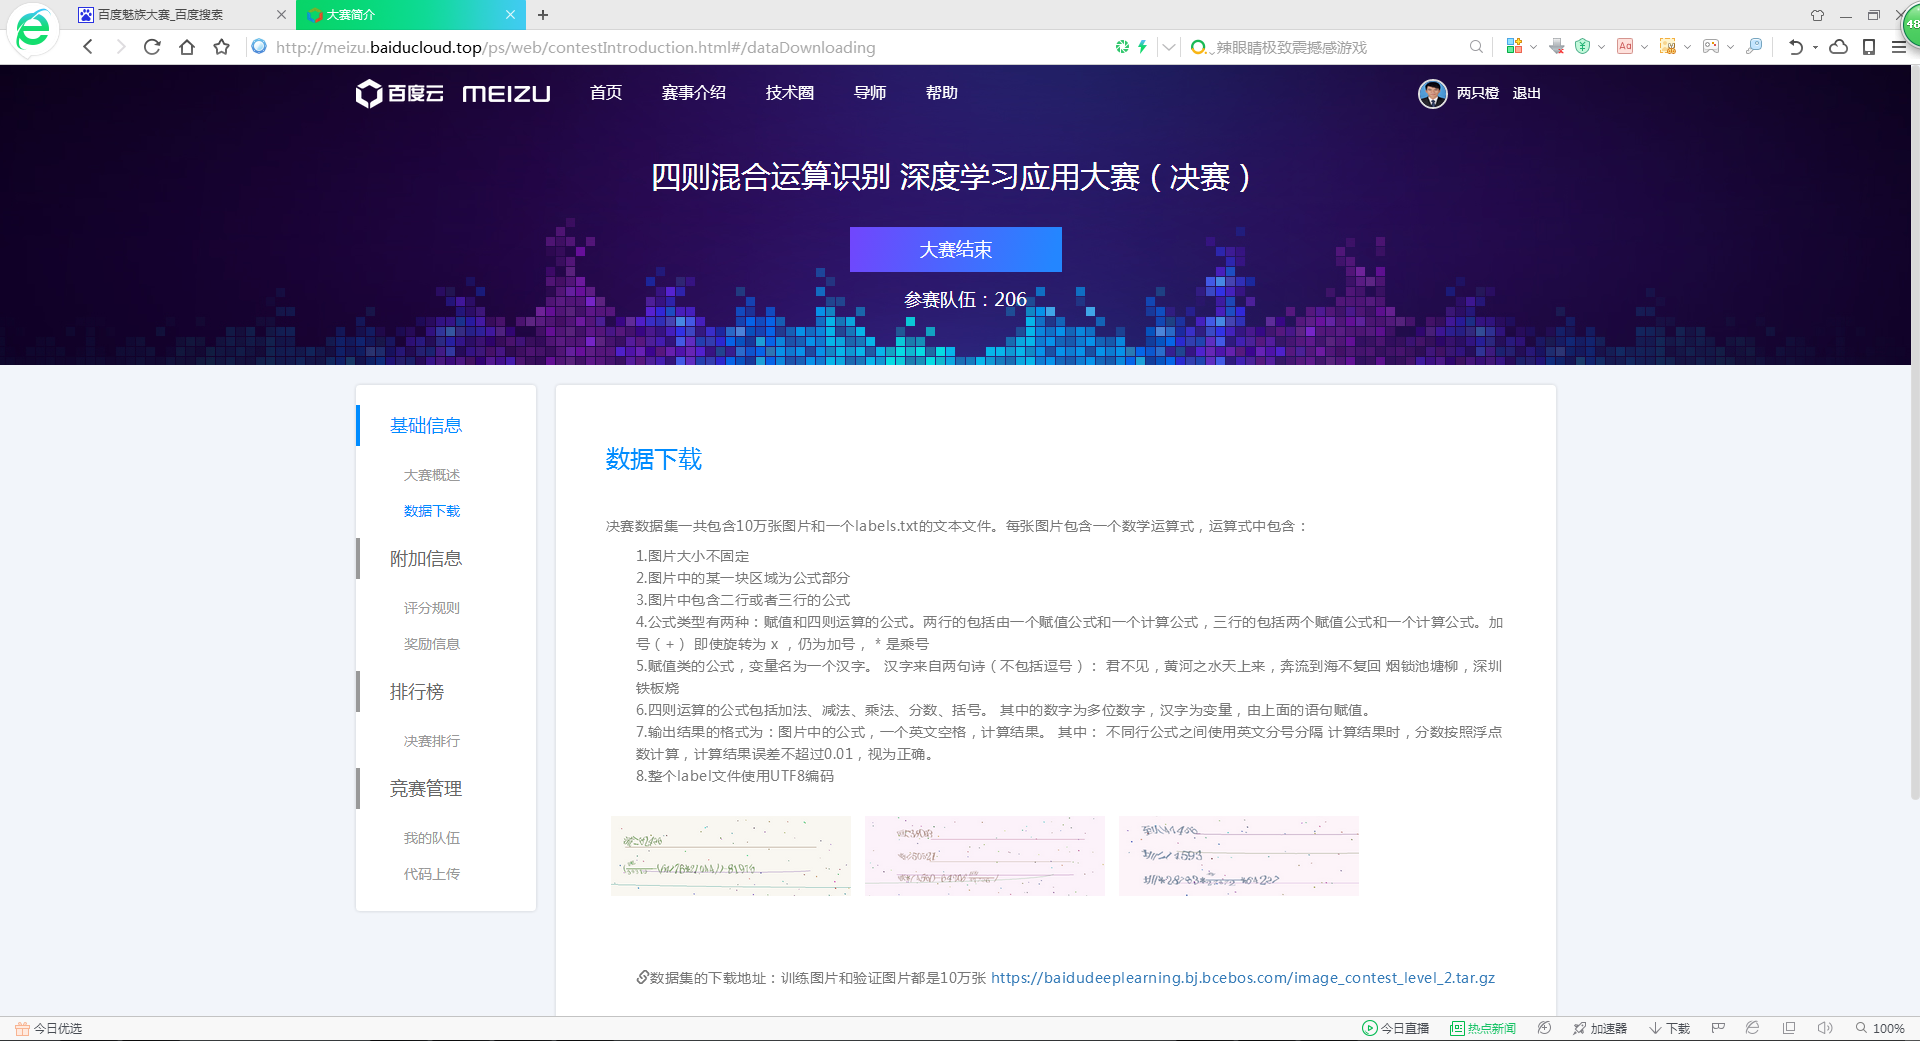 百度魅族大赛_百度搜索
大赛简介
http://meizu.baiducloud.top/ps/web/contestIntroduction.html#/dataDownloading
辣眼睛极致震撼感游戏
48
百度云 MEIZU 首页 赛事介绍 技术圈 导师 帮助 两只橙 退出
四则混合运算识别 深度学习应用大赛（决赛）
大赛结束
参赛队伍：206
基础信息
大赛概述
数据下载
附加信息
评分规则
奖励信息
排行榜
决赛排行
竞赛管理
我的队伍
代码上传
数据下载
决赛数据集一共包含10万张图片和一个labels.txt的文本文件。每张图片包含一个数学运算式，运算式中包含：
1.图片大小不固定
2.图片中的某一块区域为公式部分
3.图片中包含二行或者三行的公式
4.公式类型有两种：赋值和四则运算的公式。两行的包括由一个赋值公式和一个计算公式，三行的包括两个赋值公式和一个计算公式。加
号（+） 即使旋转为 x ，仍为加号， * 是乘号
5.赋值类的公式，变量名为一个汉字。 汉字来自两句诗（不包括逗号）： 君不见，黄河之水天上来，奔流到海不复回 烟锁池塘柳，深圳
铁板烧
6.四则运算的公式包括加法、减法、乘法、分数、括号。 其中的数字为多位数字，汉字为变量，由上面的语句赋值。
7.输出结果的格式为：图片中的公式，一个英文空格，计算结果。 其中： 不同行公式之间使用英文分号分隔 计算结果时，分数按照浮点
数计算，计算结果误差不超过0.01，视为正确。
8.整个label文件使用UTF8编码
数据集的下载地址：训练图片和验证图片都是10万张 https://baidudeeplearning.bj.bcebos.com/image_contest_level_2.tar.gz
今日优选
今日直播 热点新闻 加速器 下载 100%